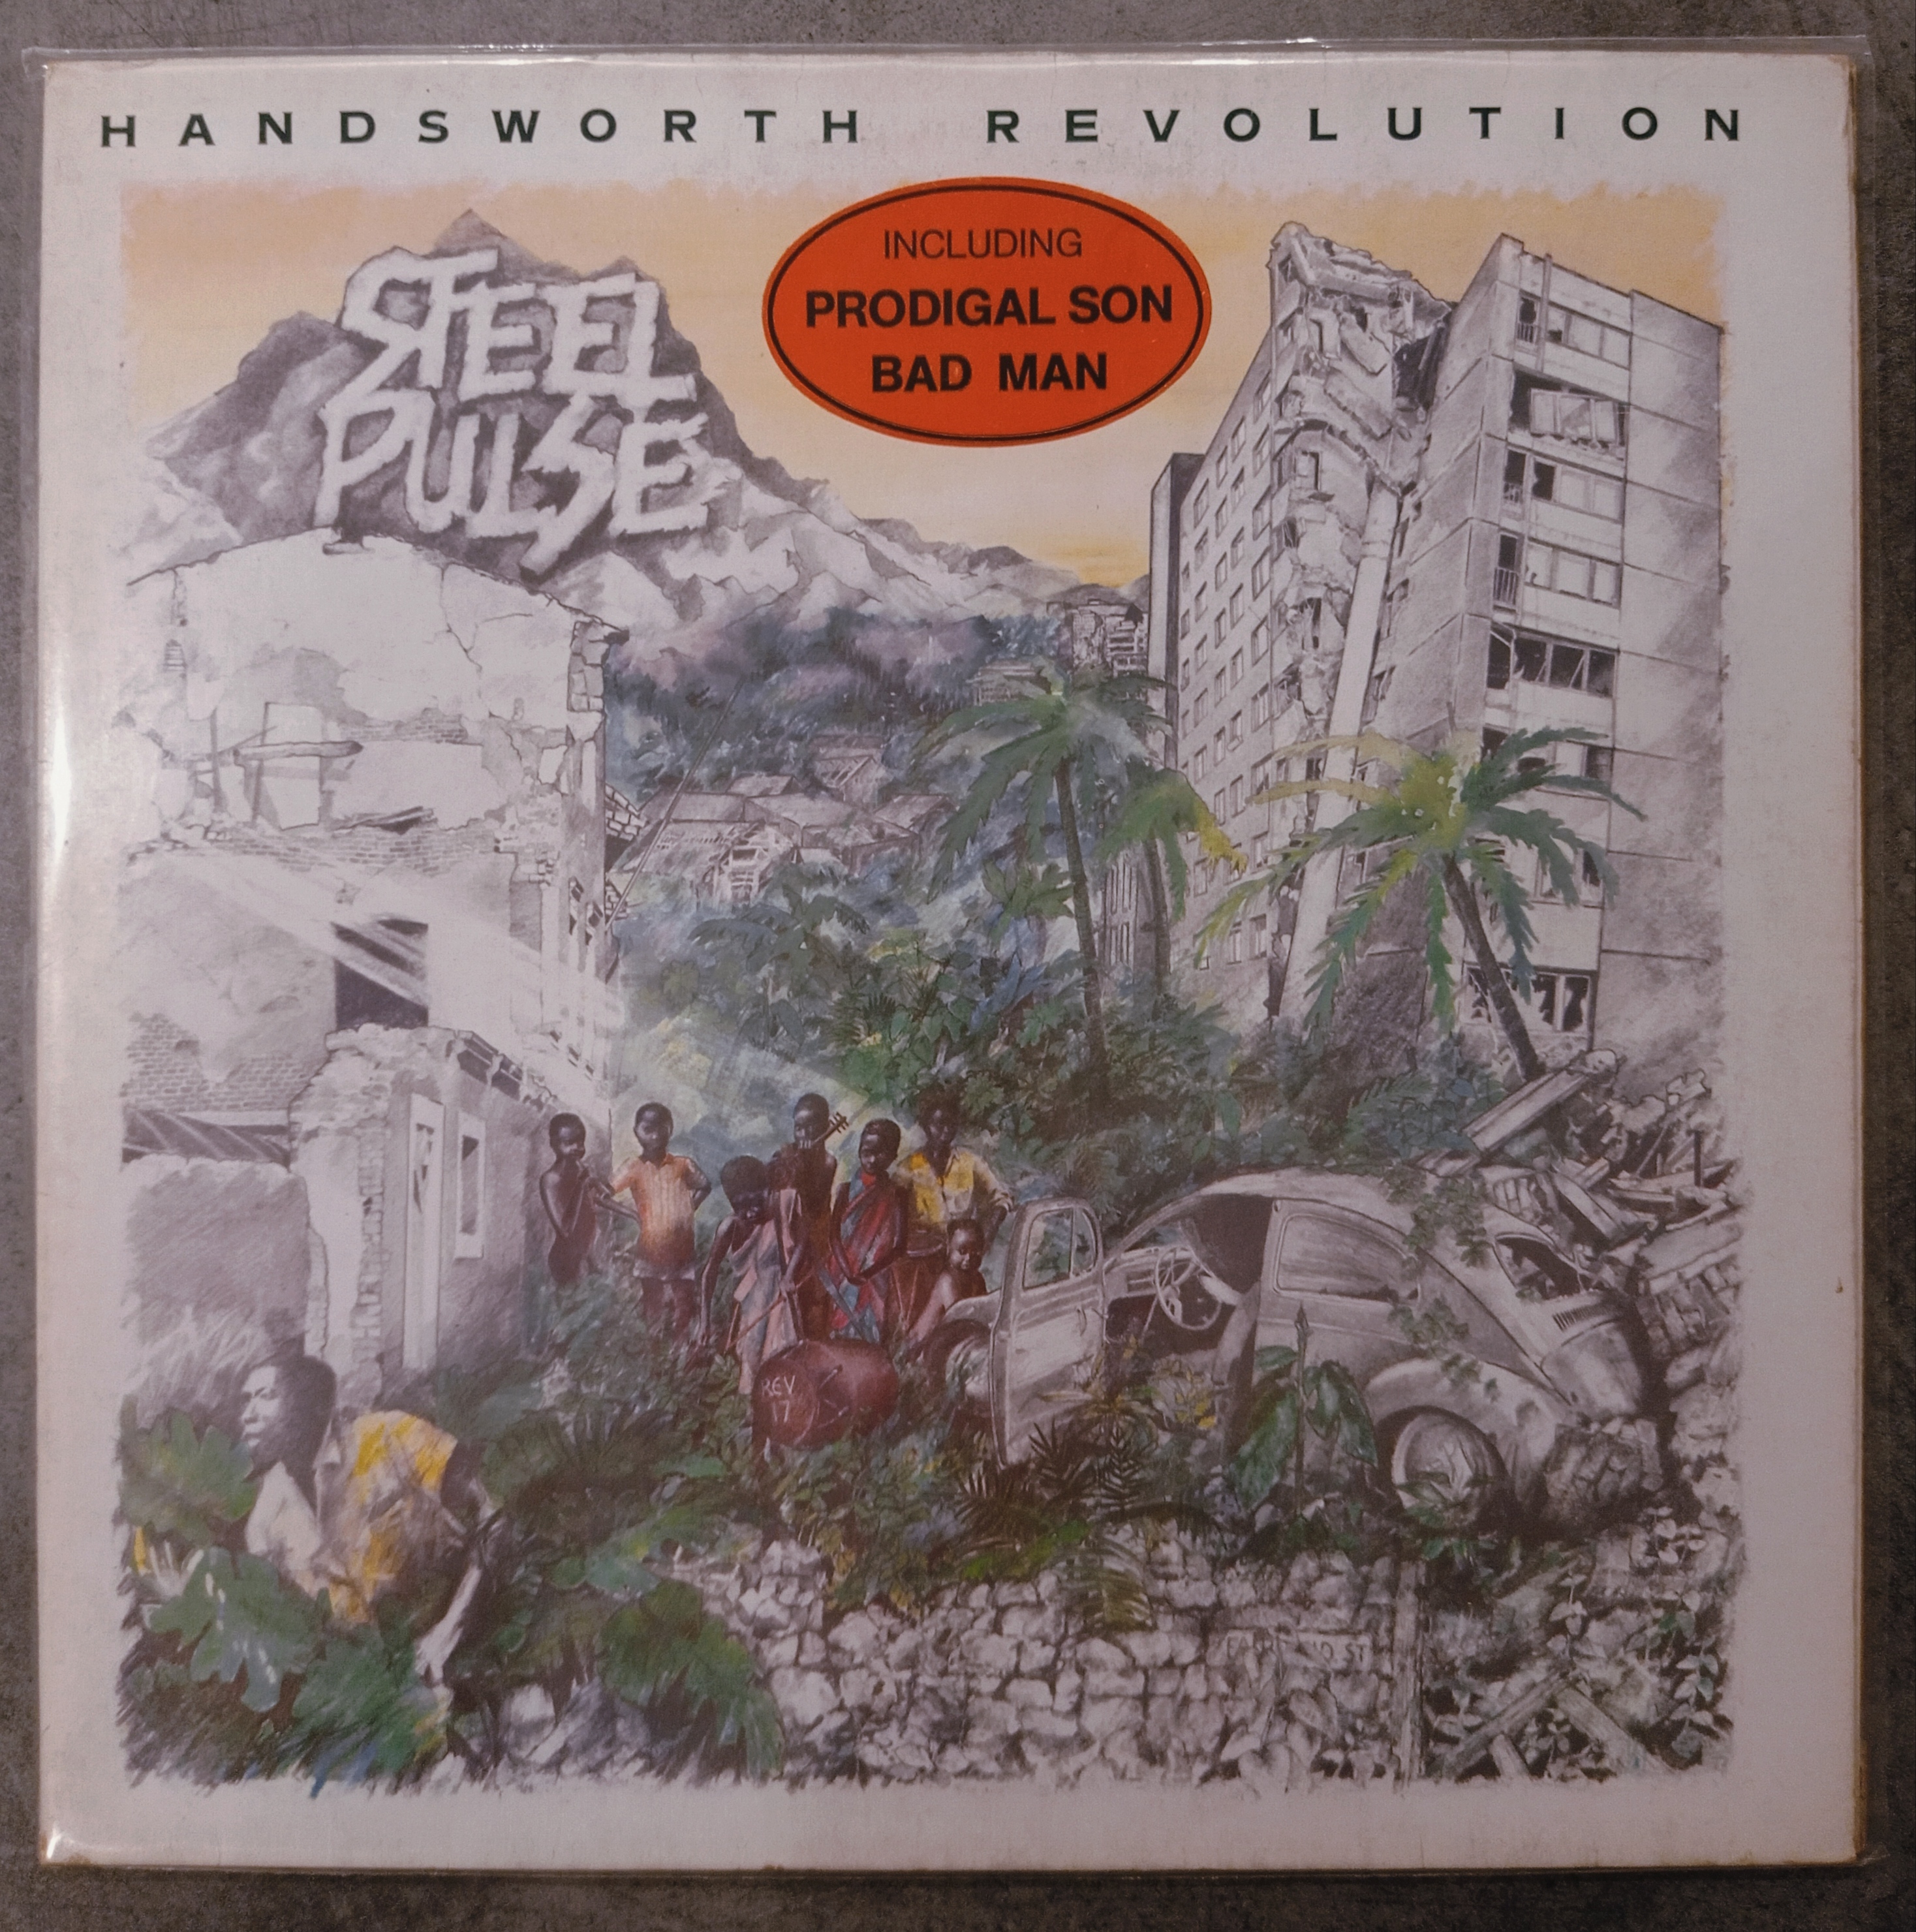 HANDSWORTH REVOLUTION
STEEL
PULSE
INCLUDING
PRODIGAL SON
BAD MAN
REV
17